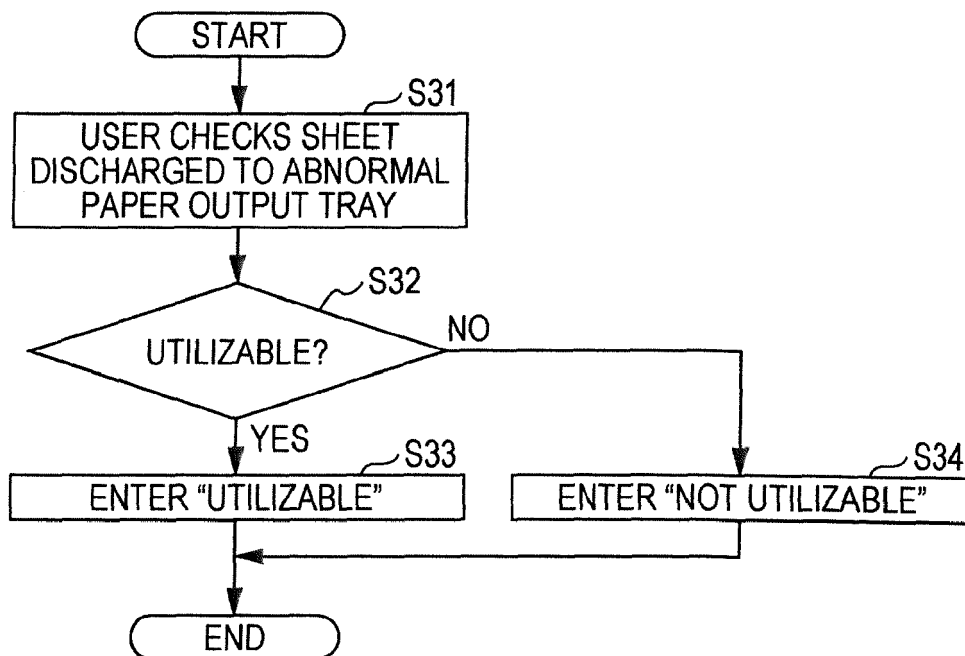 START
S31
USER CHECKS SHEET
DISCHARGED TO ABNORMAL
PAPER OUTPUT TRAY
S32
UTILIZABLE?
NO
YES
S33
ENTER “UTILIZABLE”
S34
ENTER “NOT UTILIZABLE”
END